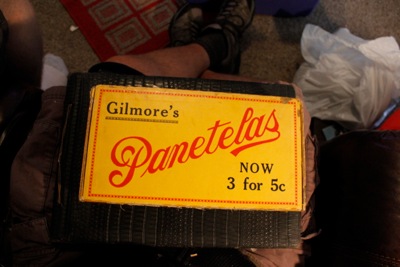 Gilmore's
Panetelas
NOW
3 for 5c